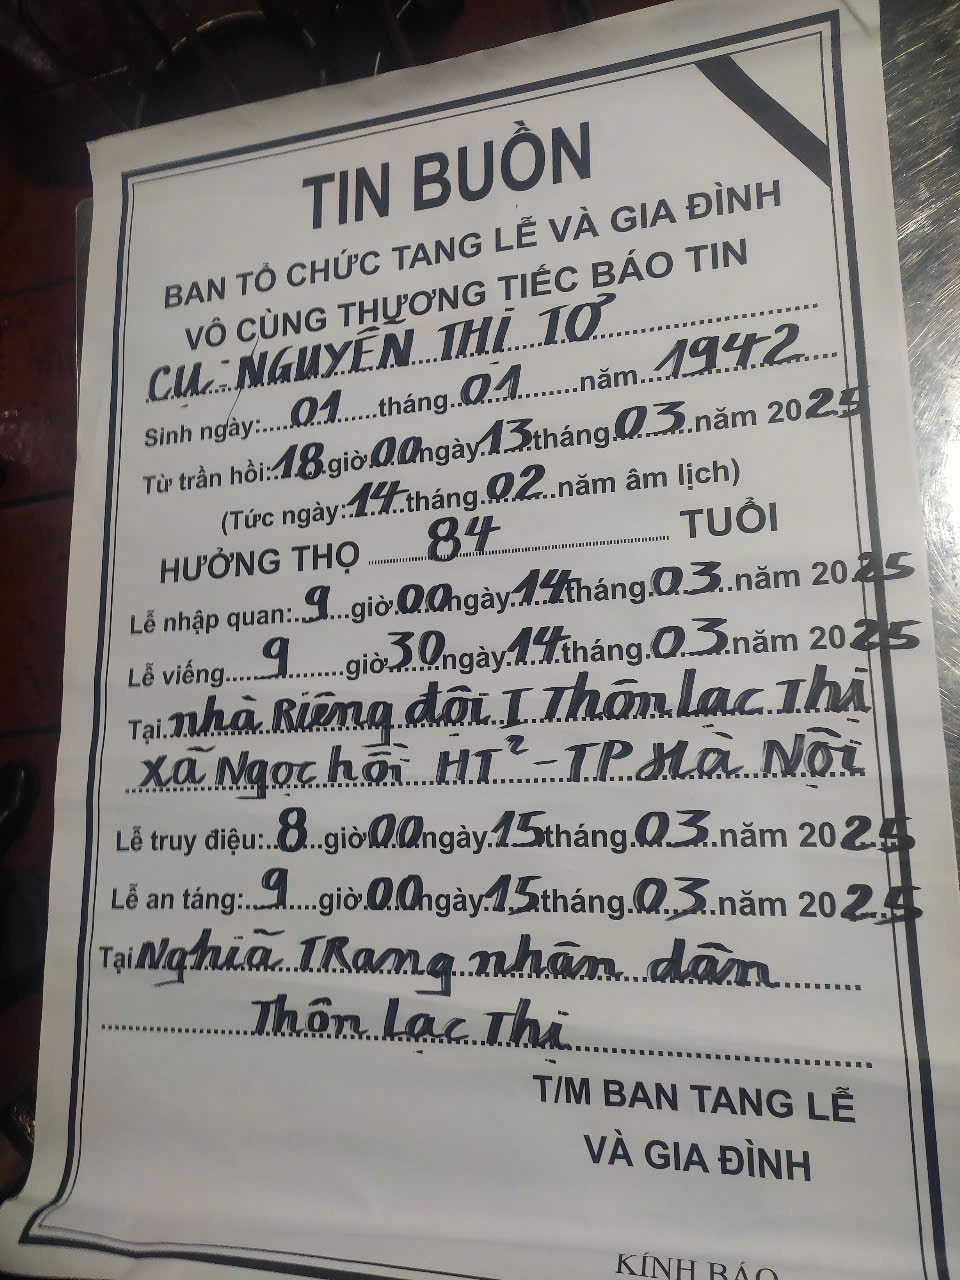 TIN BUỒN
BAN TỔ CHỨC TANG LỄ VÀ GIA ĐÌNH
VÔ CÙNG THƯƠNG TIẾC BÁO TIN
CỤ: NGUYỄN THỊ TƠ
Sinh ngày: 01 tháng 01 năm 1942
Từ trần hồi: 18 giờ 00 ngày 13 tháng 03 năm 2025
(Tức ngày: 14 tháng 02 năm âm lịch)
HƯỞNG THỌ 84 TUỔI
Lễ nhập quan: 9 giờ 00 ngày 14 tháng 03 năm 2025
Lễ viếng 9 giờ 30 ngày 14 tháng 03 năm 2025
Tại nhà Riêng đội I Thôn Lạc Thị
Xã Ngọc hồi HT² - TP Hà Nội
Lễ truy điệu: 8 giờ 00 ngày 15 tháng 03 năm 2025
Lễ an táng: 9 giờ 00 ngày 15 tháng 03 năm 2025
Tại Nghĩa TRang nhân dân
Thôn Lạc Thị
T/M BAN TANG LỄ
VÀ GIA ĐÌNH
KÍNH BÁO